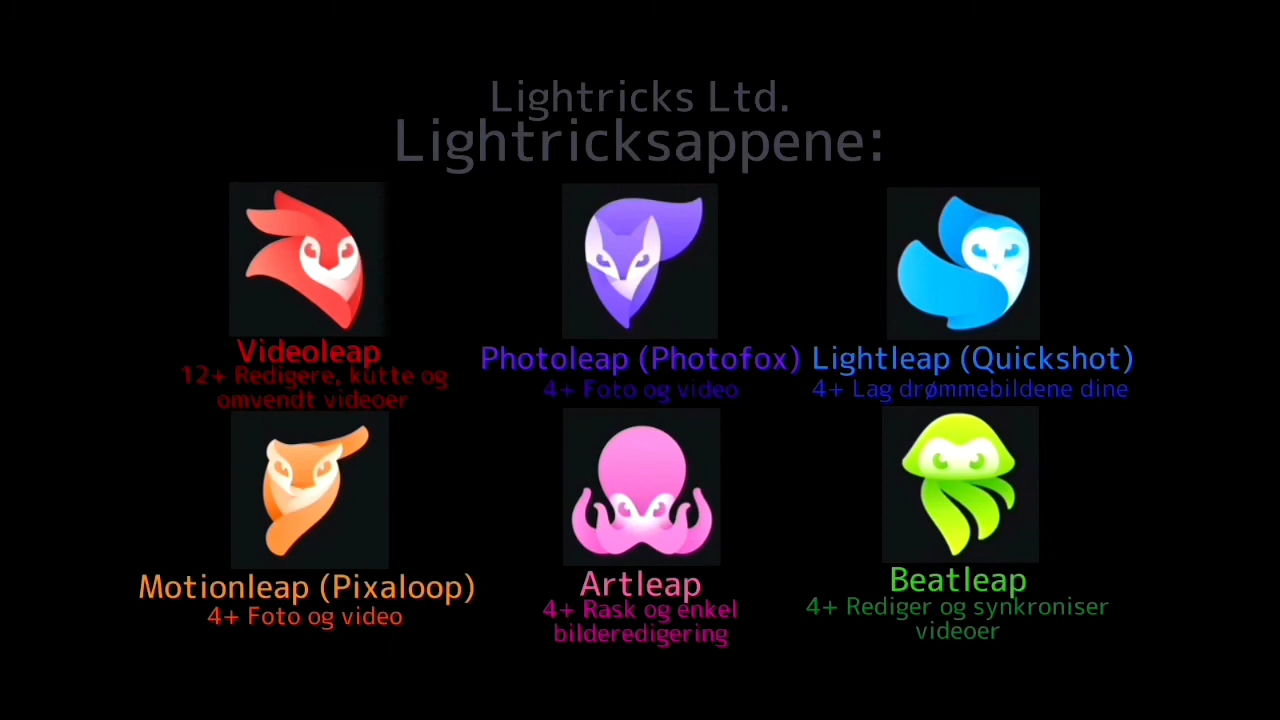 Lightricks Ltd.
Lightricksappene:
Videoleap
12+ Redigere, kutte og
omvendt videoer
Photoleap (Photofox)
4+ Foto og video
Lightleap (Quickshot)
4+ Lag drømmebildene dine
Motionleap (Pixaloop)
4+ Foto og video
Artleap
4+ Rask og enkel
bilderedigering
Beatleap
4+ Rediger og synkroniser
videoer